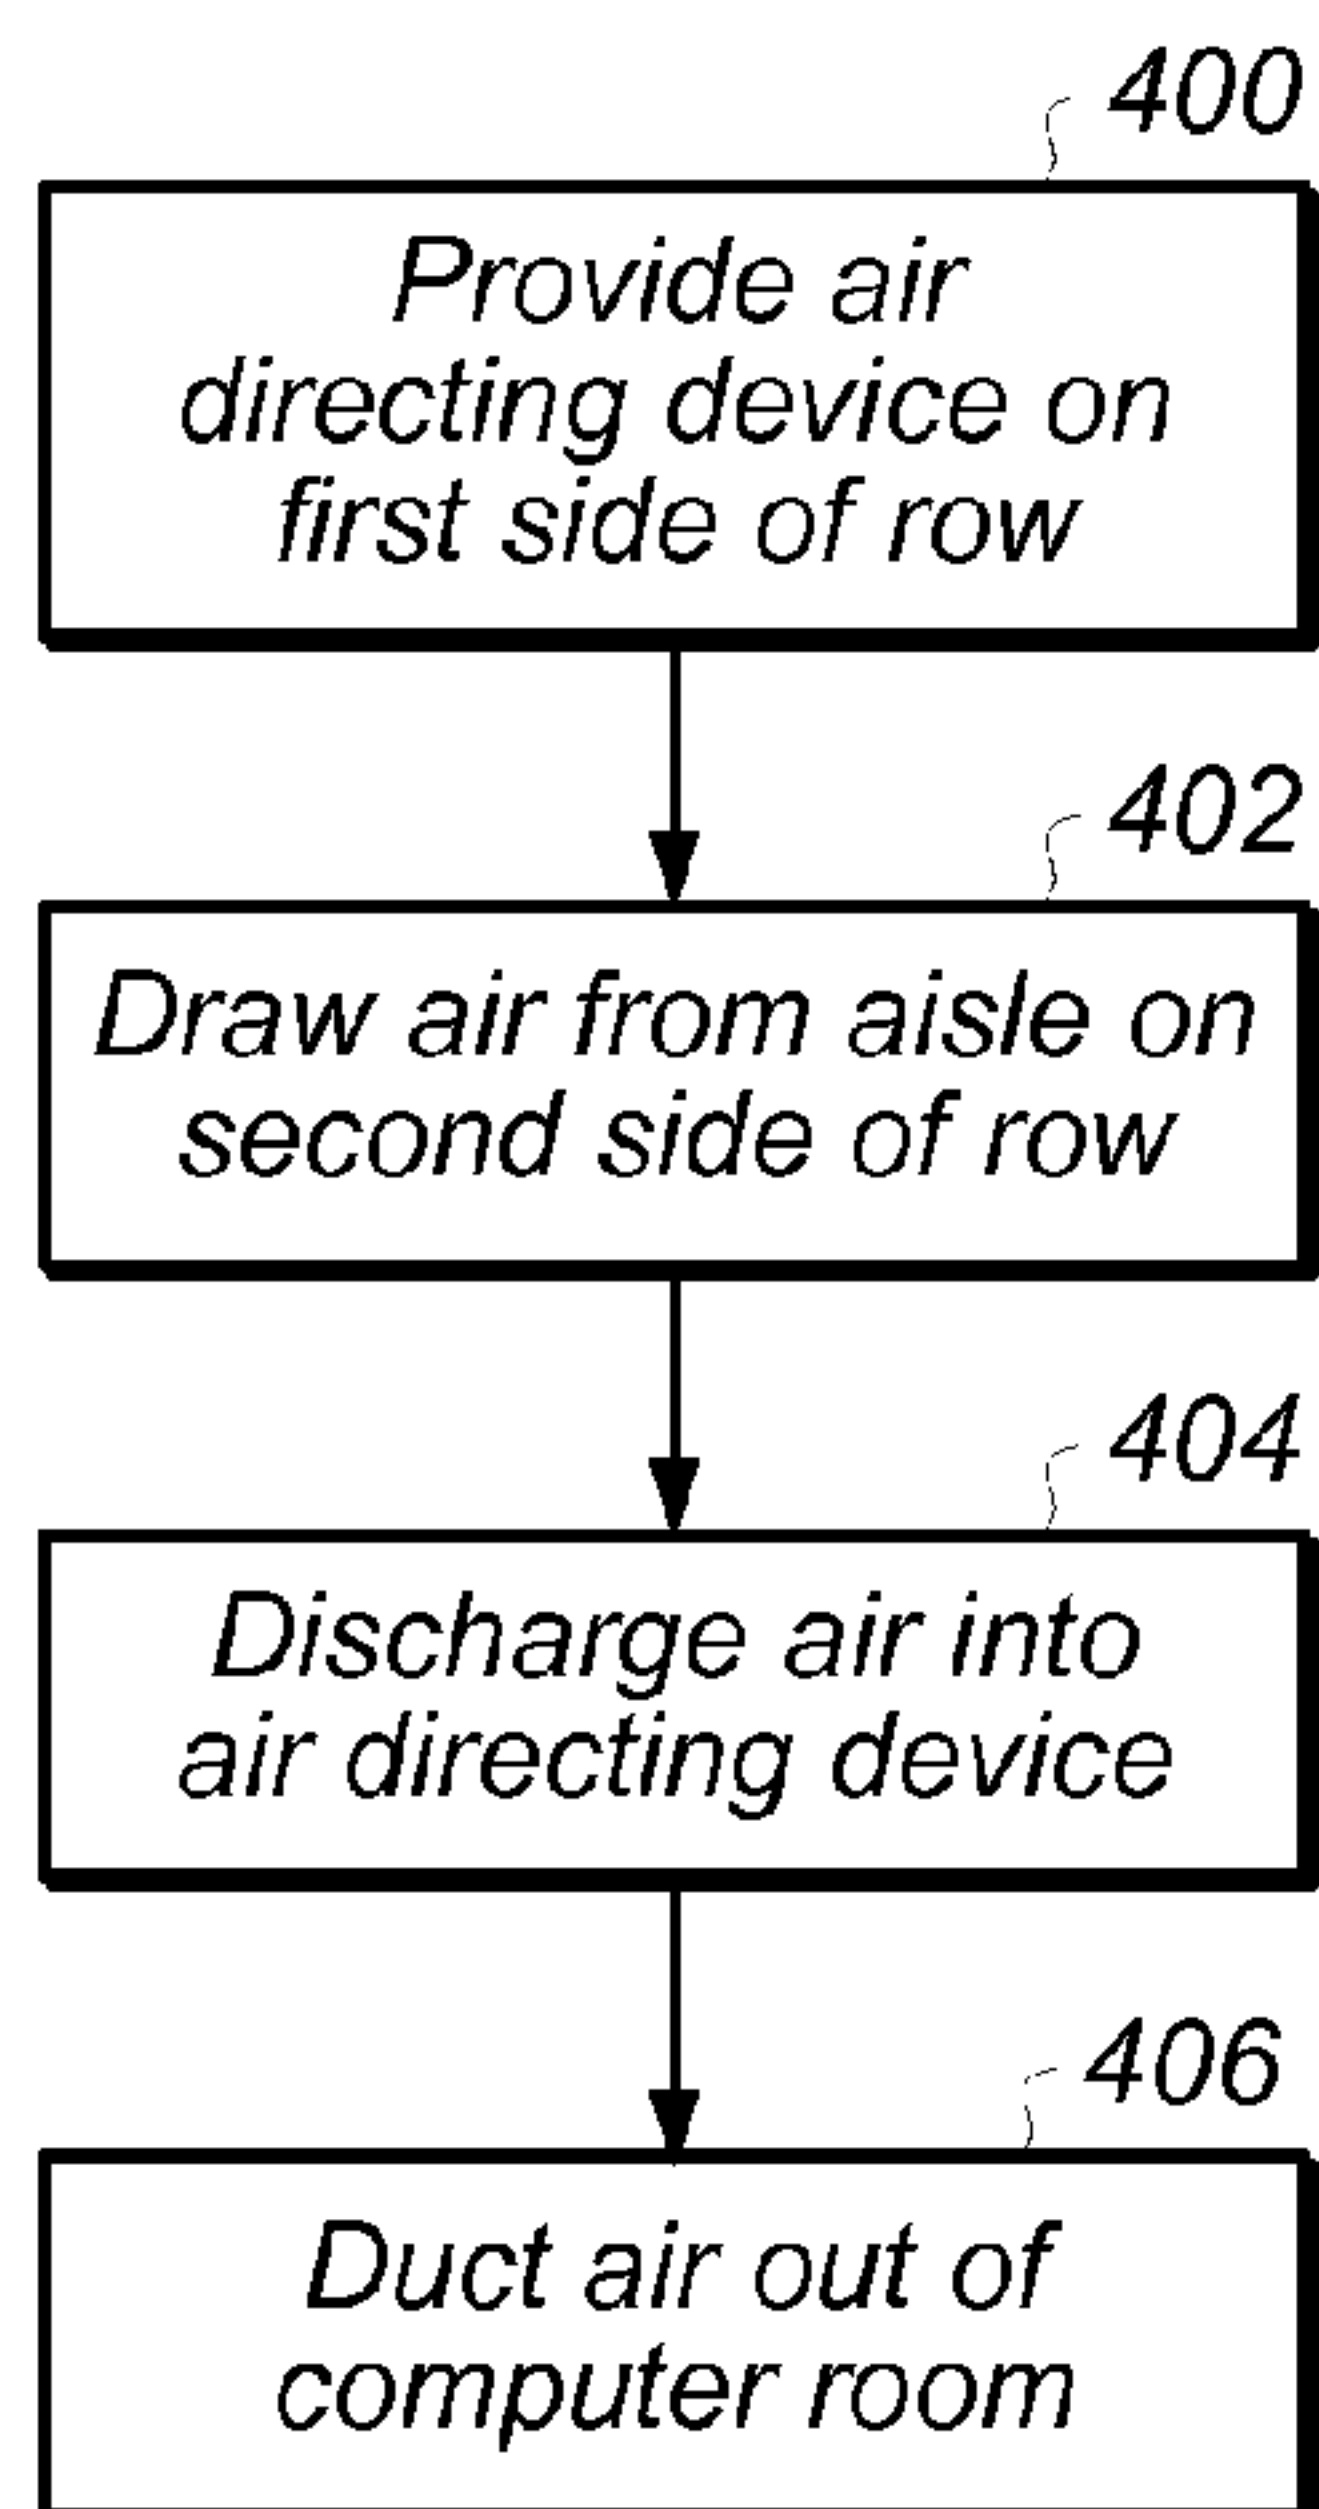 400
Provide air
directing device on
first side of row
402
Draw air from aisle on
second side of row
404
Discharge air into
air directing device
406
Duct air out of
computer room